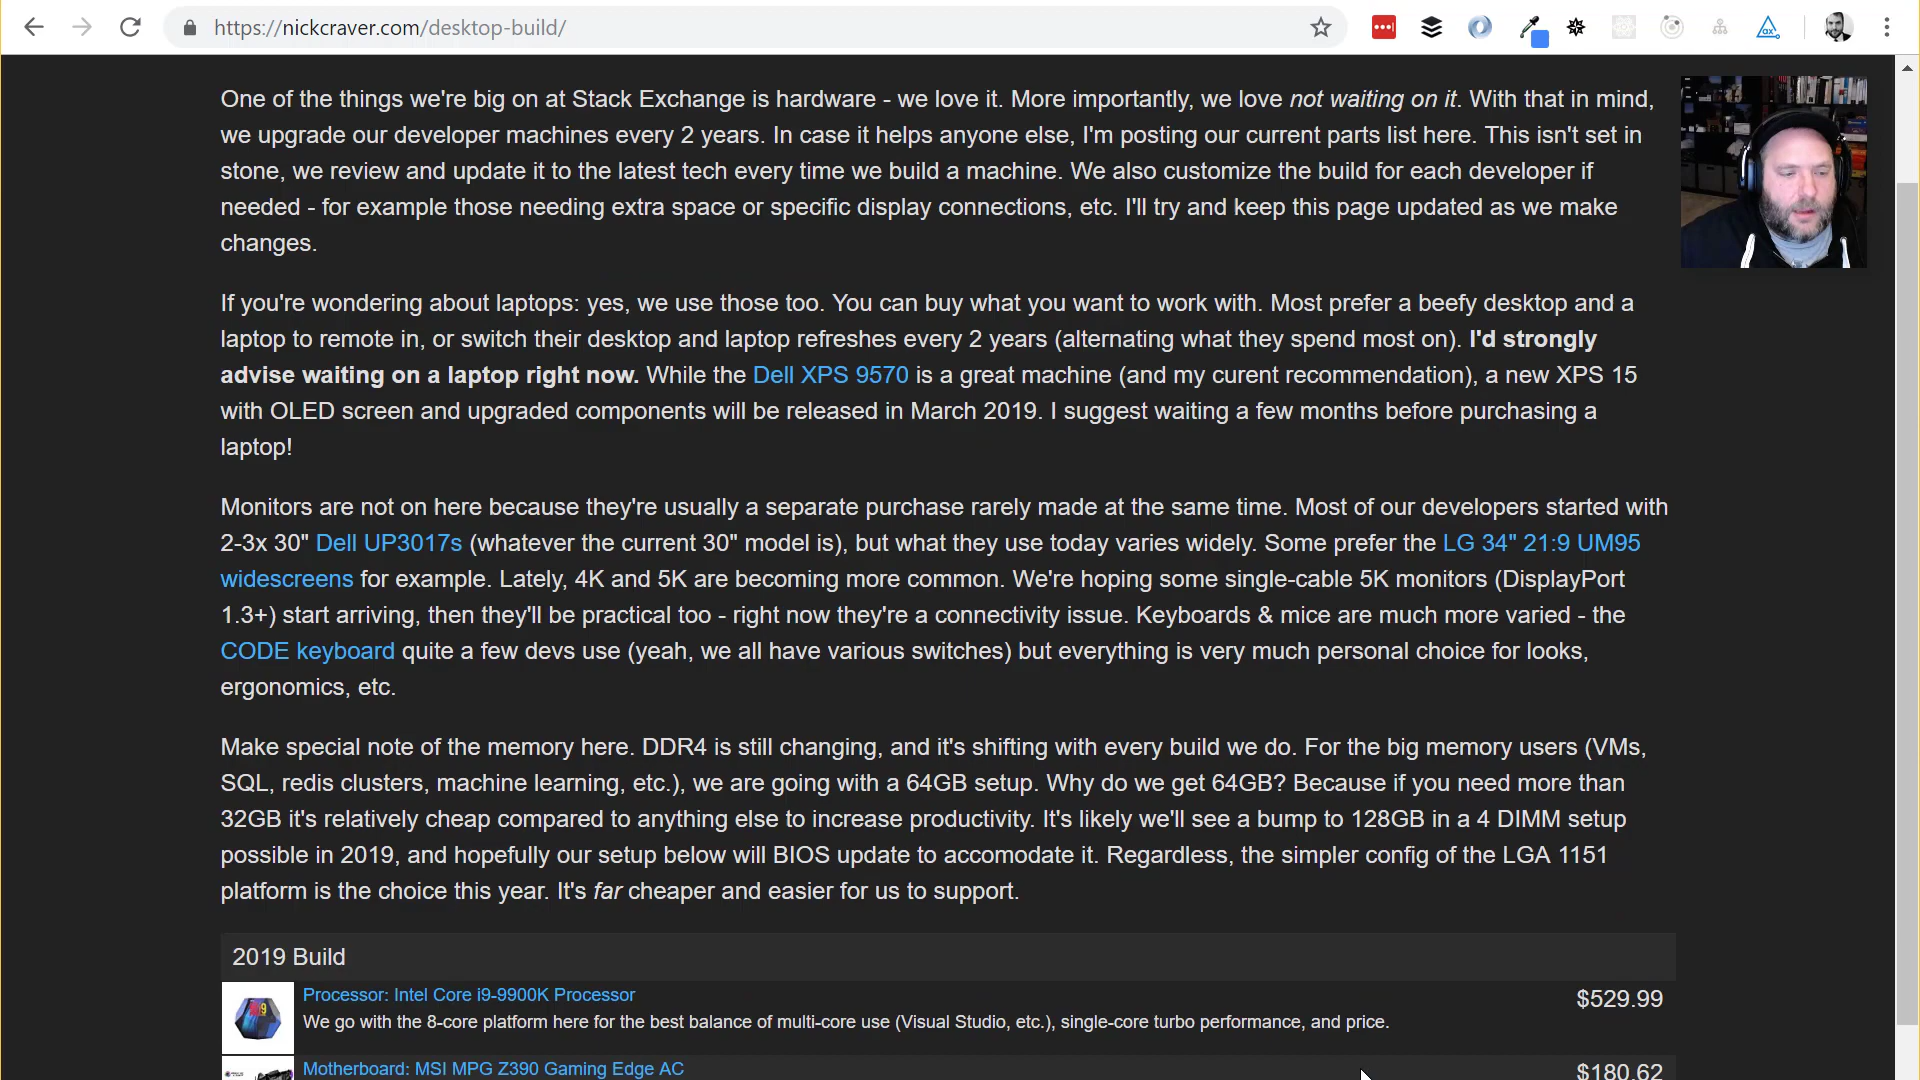 https://nickcraver.com/desktop-build/
One of the things we're big on at Stack Exchange is hardware - we love it. More importantly, we love not waiting on it. With that in mind,
we upgrade our developer machines every 2 years. In case it helps anyone else, I'm posting our current parts list here. This isn't set in
stone, we review and update it to the latest tech every time we build a machine. We also customize the build for each developer if
needed - for example those needing extra space or specific display connections, etc. I'll try and keep this page updated as we make
changes.
If you're wondering about laptops: yes, we use those too. You can buy what you want to work with. Most prefer a beefy desktop and a
laptop to remote in, or switch their desktop and laptop refreshes every 2 years (alternating what they spend most on). I'd strongly
advise waiting on a laptop right now. While the Dell XPS 9570 is a great machine (and my curent recommendation), a new XPS 15
with OLED screen and upgraded components will be released in March 2019. I suggest waiting a few months before purchasing a
laptop!
Monitors are not on here because they're usually a separate purchase rarely made at the same time. Most of our developers started with
2-3x 30" Dell UP3017s (whatever the current 30" model is), but what they use today varies widely. Some prefer the LG 34" 21:9 UM95
widescreens for example. Lately, 4K and 5K are becoming more common. We're hoping some single-cable 5K monitors (DisplayPort
1.3+) start arriving, then they'll be practical too - right now they're a connectivity issue. Keyboards & mice are much more varied - the
CODE keyboard quite a few devs use (yeah, we all have various switches) but everything is very much personal choice for looks,
ergonomics, etc.
Make special note of the memory here. DDR4 is still changing, and it's shifting with every build we do. For the big memory users (VMs,
SQL, redis clusters, machine learning, etc.), we are going with a 64GB setup. Why do we get 64GB? Because if you need more than
32GB it's relatively cheap compared to anything else to increase productivity. It's likely we'll see a bump to 128GB in a 4 DIMM setup
possible in 2019, and hopefully our setup below will BIOS update to accomodate it. Regardless, the simpler config of the LGA 1151
platform is the choice this year. It's far cheaper and easier for us to support.
2019 Build
Processor: Intel Core i9-9900K Processor
$529.99
We go with the 8-core platform here for the best balance of multi-core use (Visual Studio, etc.), single-core turbo performance, and price.
Motherboard: MSI MPG Z390 Gaming Edge AC
$180.62